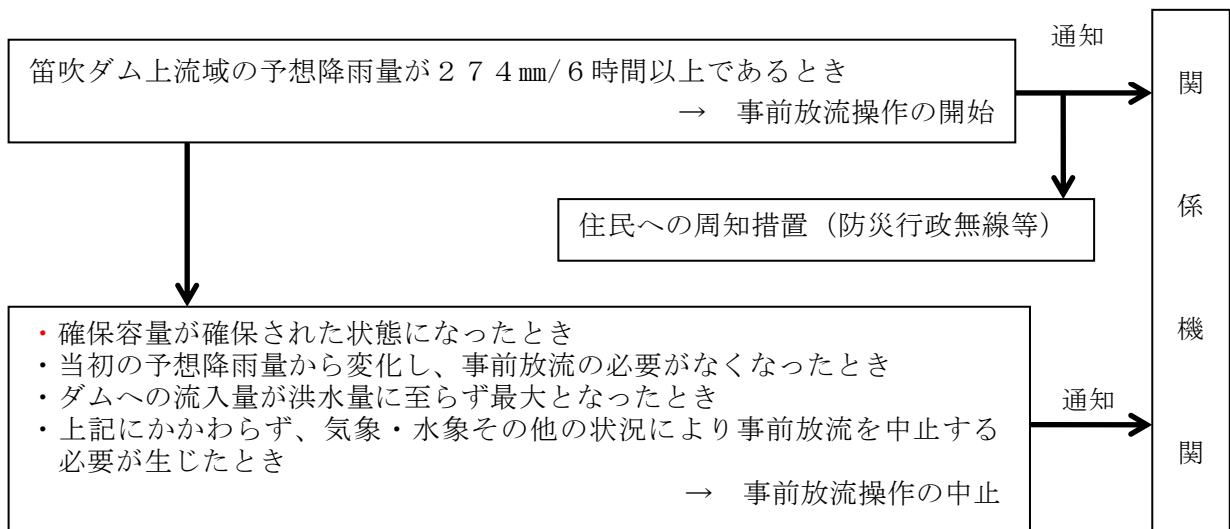 通知
笛吹ダム上流域の予想降雨量が２７４㎜/６時間以上であるとき
→　事前放流操作の開始
住民への周知措置（防災行政無線等）
・確保容量が確保された状態になったとき
・当初の予想降雨量から変化し、事前放流の必要がなくなったとき
・ダムへの流入量が洪水量に至らず最大となったとき
・上記にかかわらず、気象・水象その他の状況により事前放流を中止する
必要が生じたとき
→　事前放流操作の中止
通知
関係機関